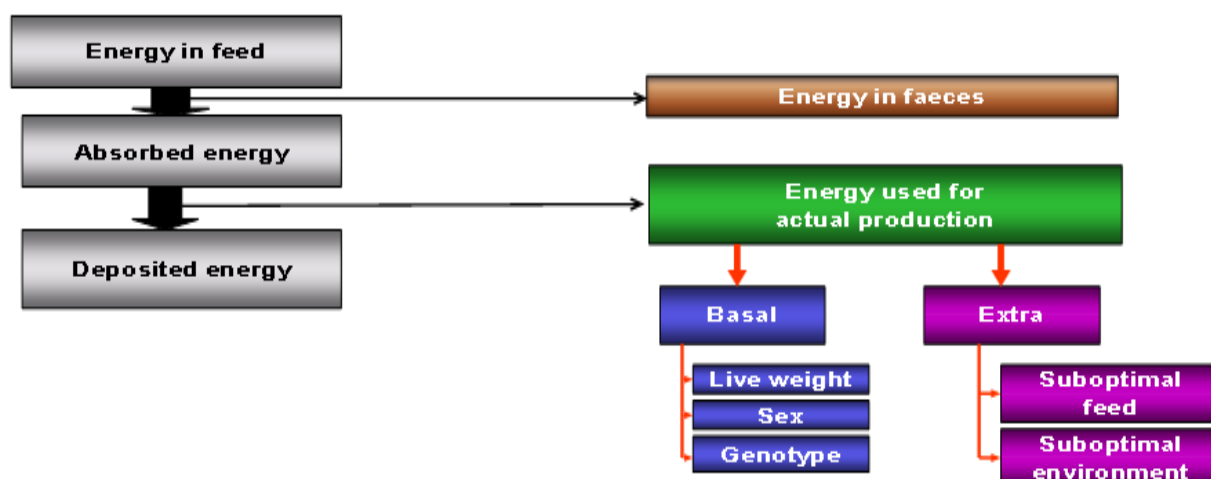 Energy in feed
Energy in faeces
Absorbed energy
Energy used for
actual production
Deposited energy
Basal
Extra
Live weight
Sex
Genotype
Suboptimal
feed
Suboptimal
environment